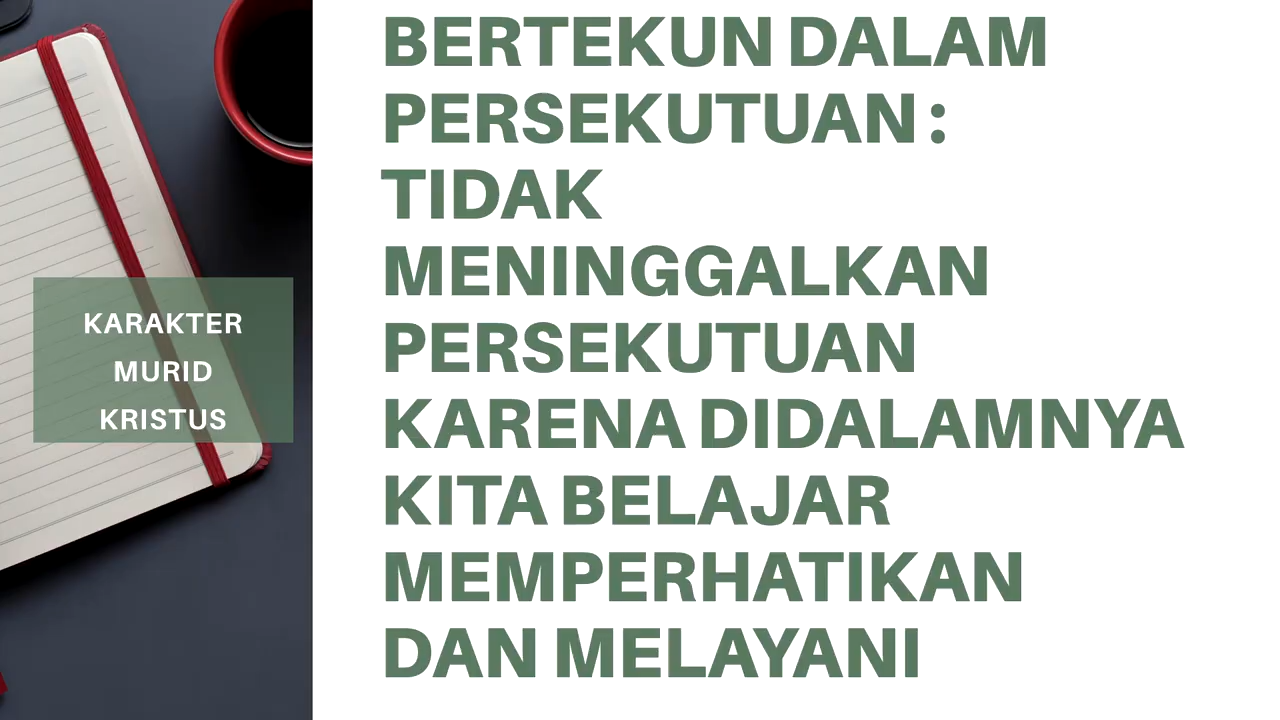 KARAKTER
MURID
KRISTUS
BERTEKUN DALAM
PERSEKUTUAN :
TIDAK
MENINGGALKAN
PERSEKUTUAN
KARENA DIDALAMNYA
KITA BELAJAR
MEMPERHATIKAN
DAN MELAYANI